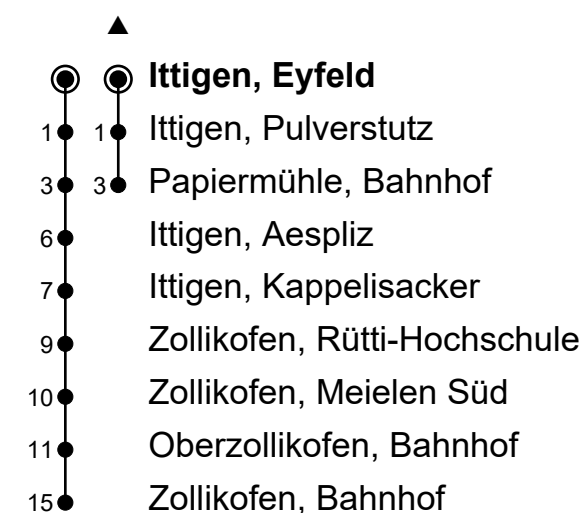 Ittigen, Eyfeld
1 1 Ittigen, Pulverstutz
3 3 Papiermühle, Bahnhof
6 Ittigen, Aespliz
7 Ittigen, Kappelisacker
9 Zollikofen, Rütti-Hochschule
10 Zollikofen, Meielen Süd
11 Oberzollikofen, Bahnhof
15 Zollikofen, Bahnhof